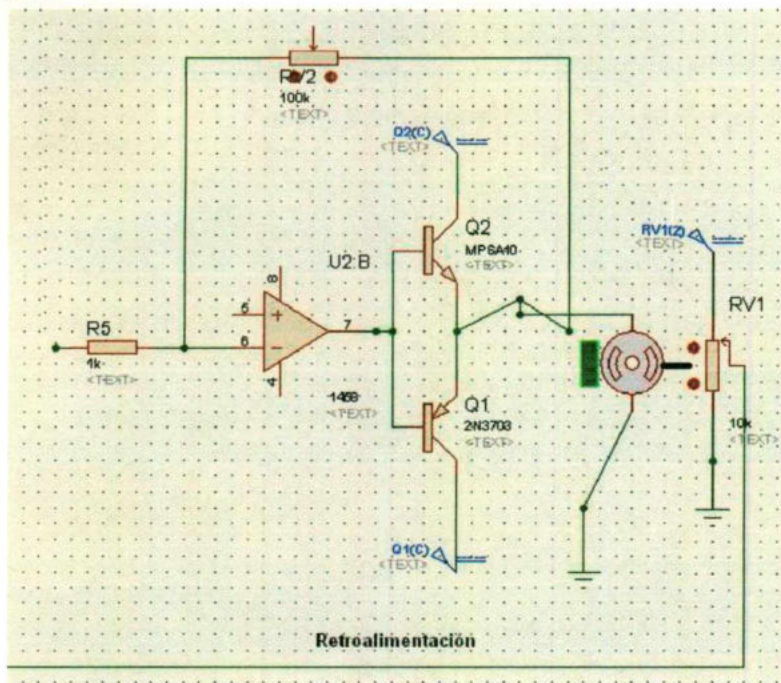 RV2
100k
<TEXT>
Q2(C)
<TEXT>
Q2
MPSA10
<TEXT>
U2:B
8
5
6
7
4
1458
<TEXT>
R5
1k
<TEXT>
Q1
2N3703
<TEXT>
Q1(C)
<TEXT>
RV1(2)
<TEXT>
RV1
10k
<TEXT>
Retroalimentación